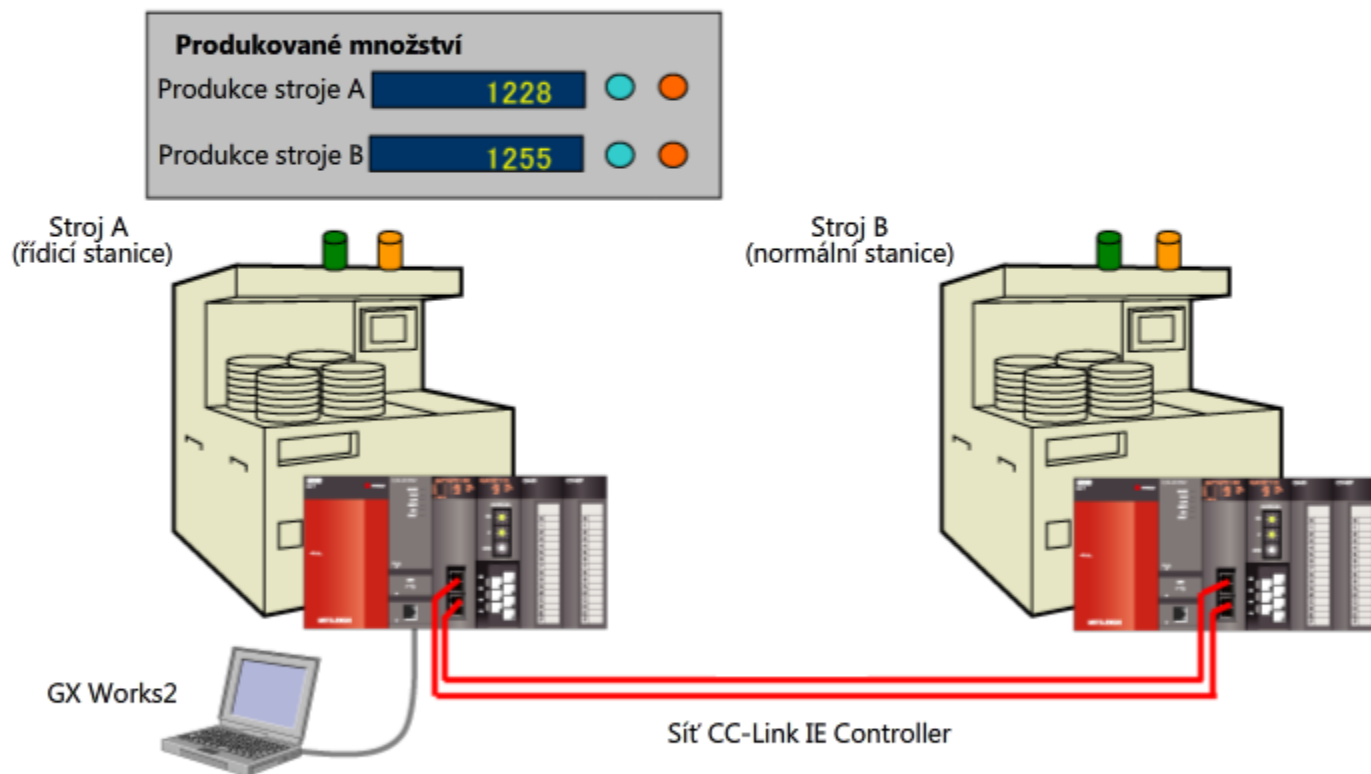 Produkované množství
Produkce stroje A 1228
Produkce stroje B 1255
Stroj A
(řídicí stanice)
Stroj B
(normální stanice)
GX Works2
Síť CC-Link IE Controller